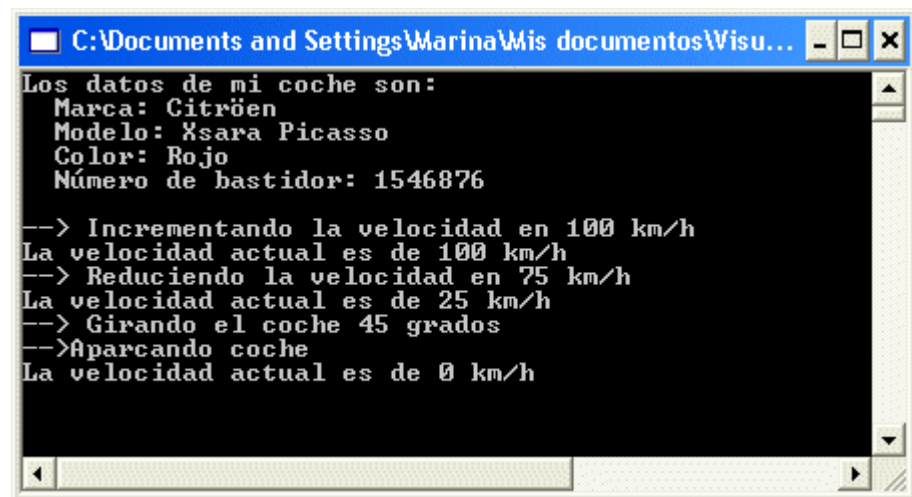 C:\Documents and Settings\Marina\Mis documentos\Visu...
Los datos de mi coche son:
Marca: Citröen
Modelo: Xsara Picasso
Color: Rojo
Número de bastidor: 1546876
--> Incrementando la velocidad en 100 km/h
La velocidad actual es de 100 km/h
--> Reduciendo la velocidad en 75 km/h
La velocidad actual es de 25 km/h
--> Girando el coche 45 grados
-->Aparcando coche
La velocidad actual es de 0 km/h